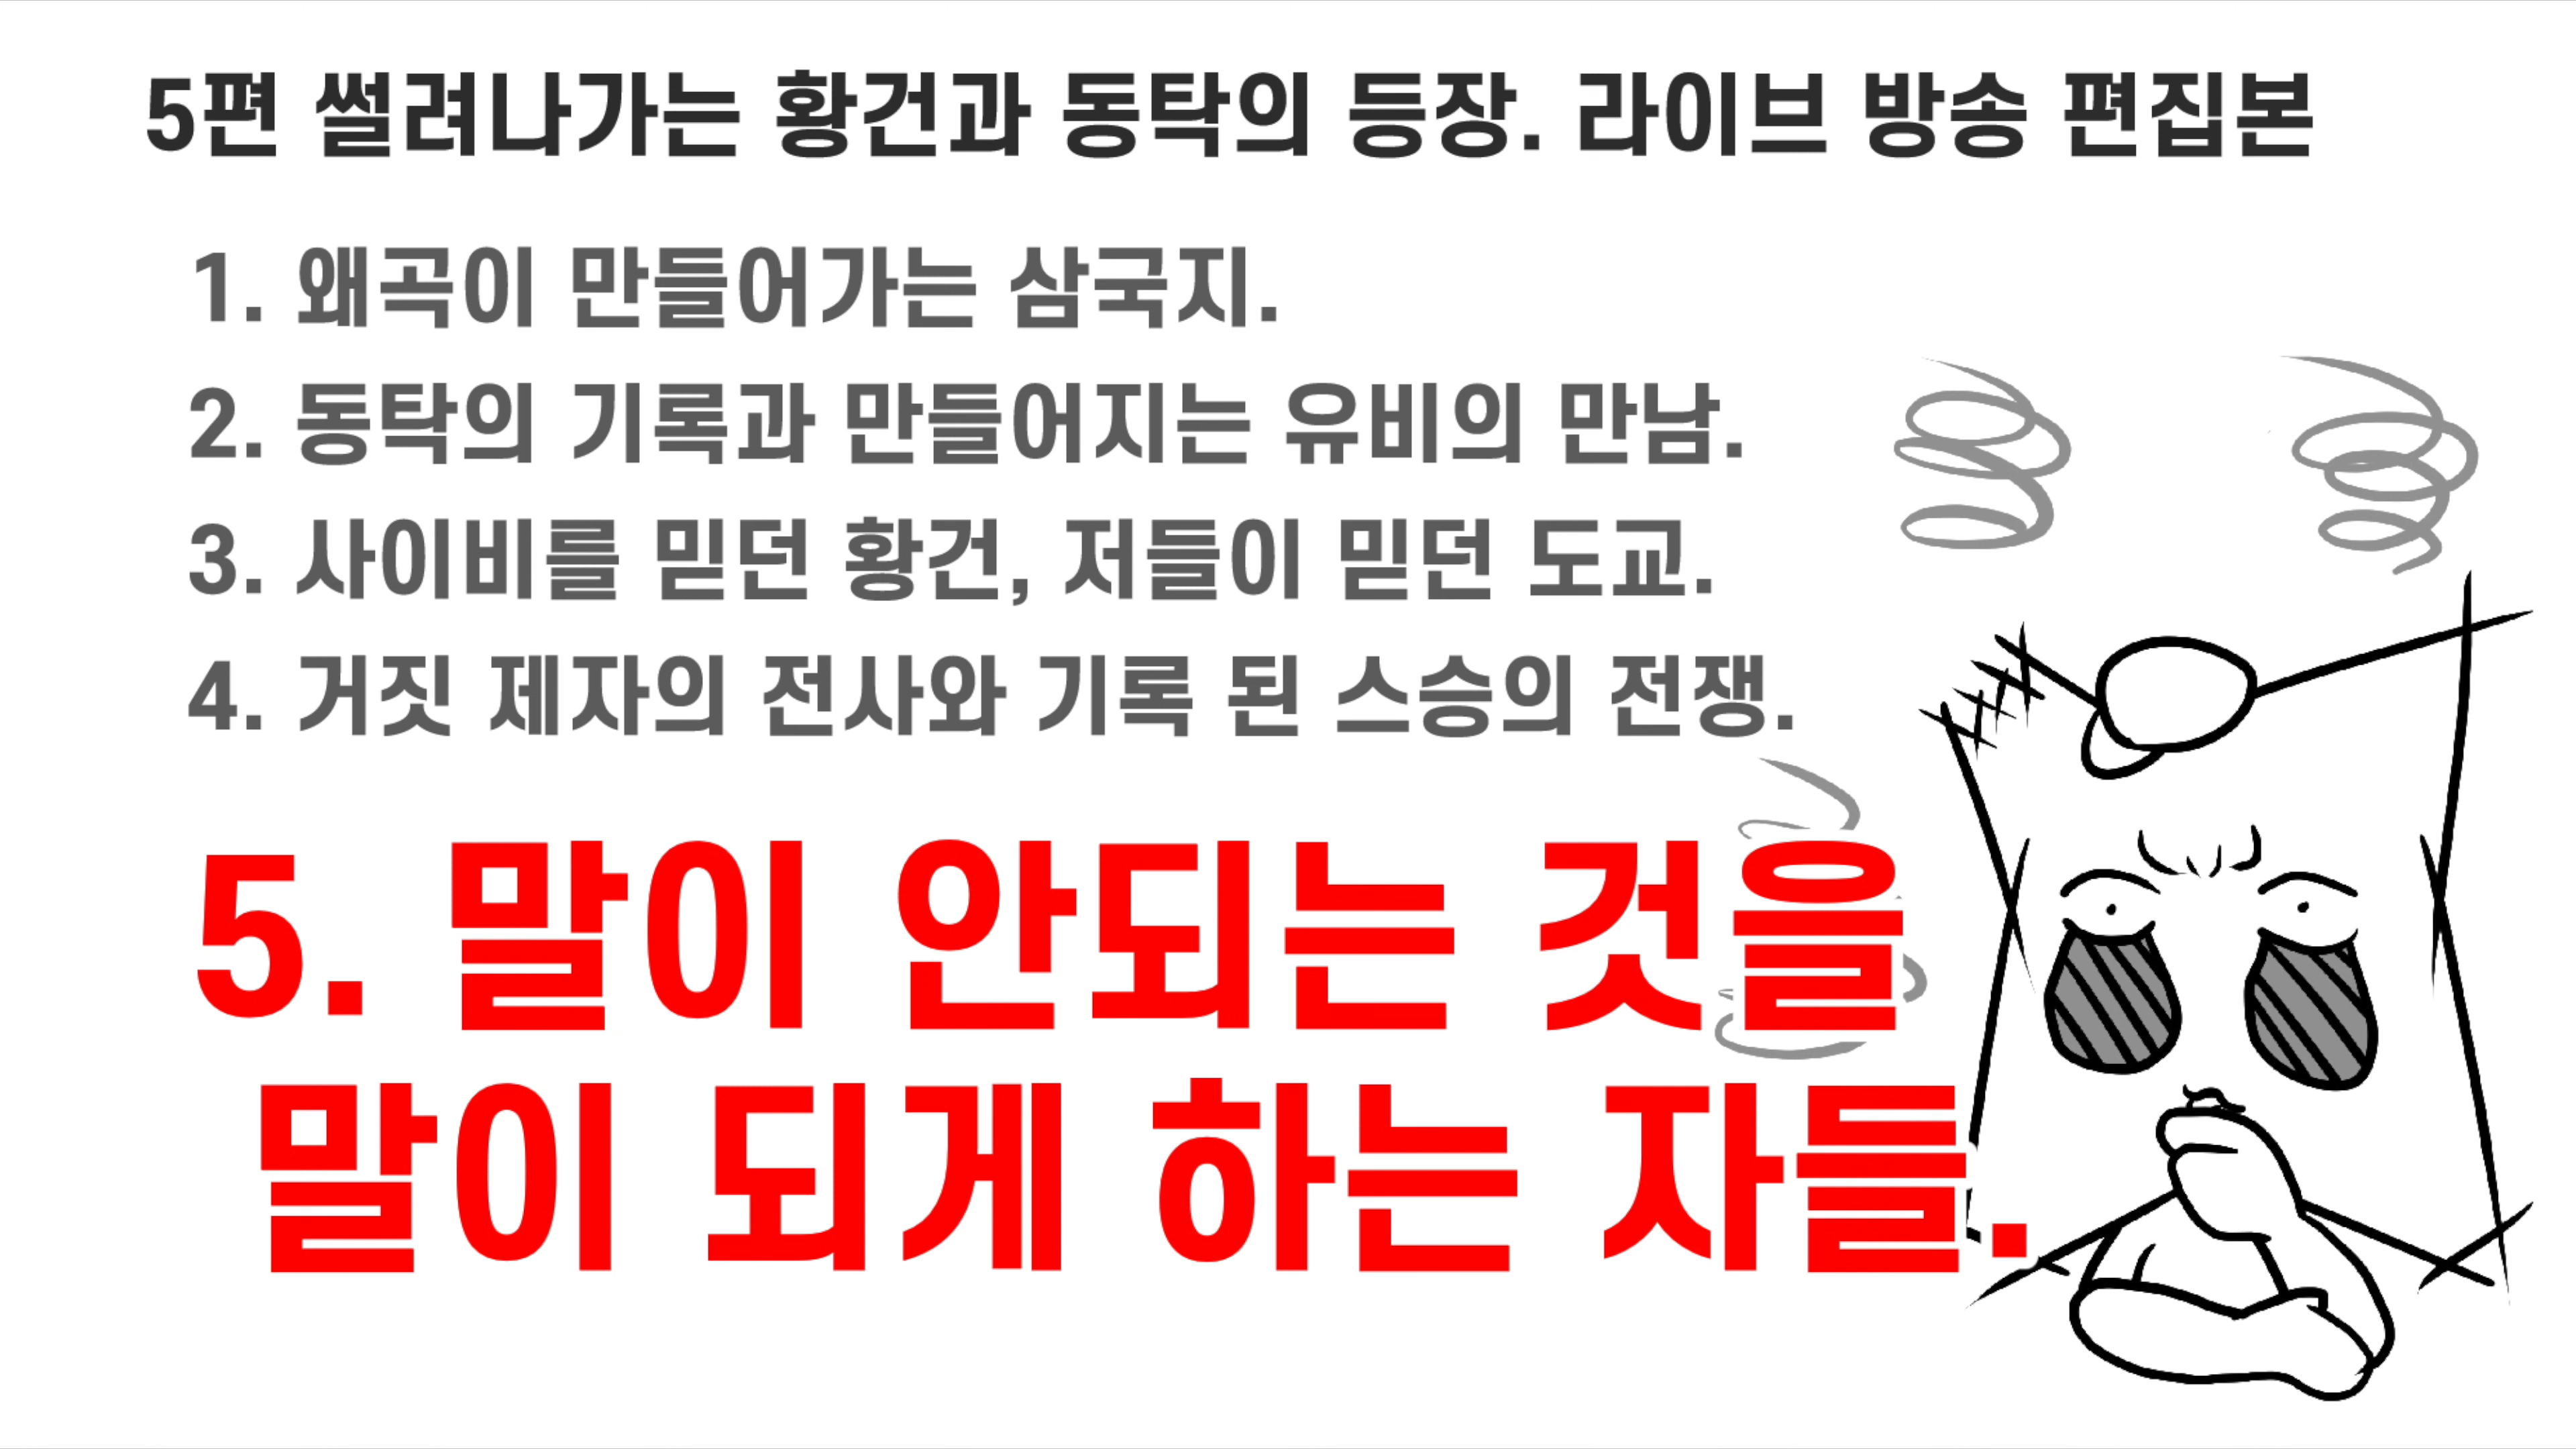 5편 썰려나가는 황건과 동탁의 등장. 라이브 방송 편집본
1. 왜곡이 만들어가는 삼국지.
2. 동탁의 기록과 만들어지는 유비의 만남.
3. 사이비를 믿던 황건, 저들이 믿던 도교.
4. 거짓 제자의 전사와 기록 된 스승의 전쟁.
5. 말이 안되는 것을
말이 되게 하는 자들.